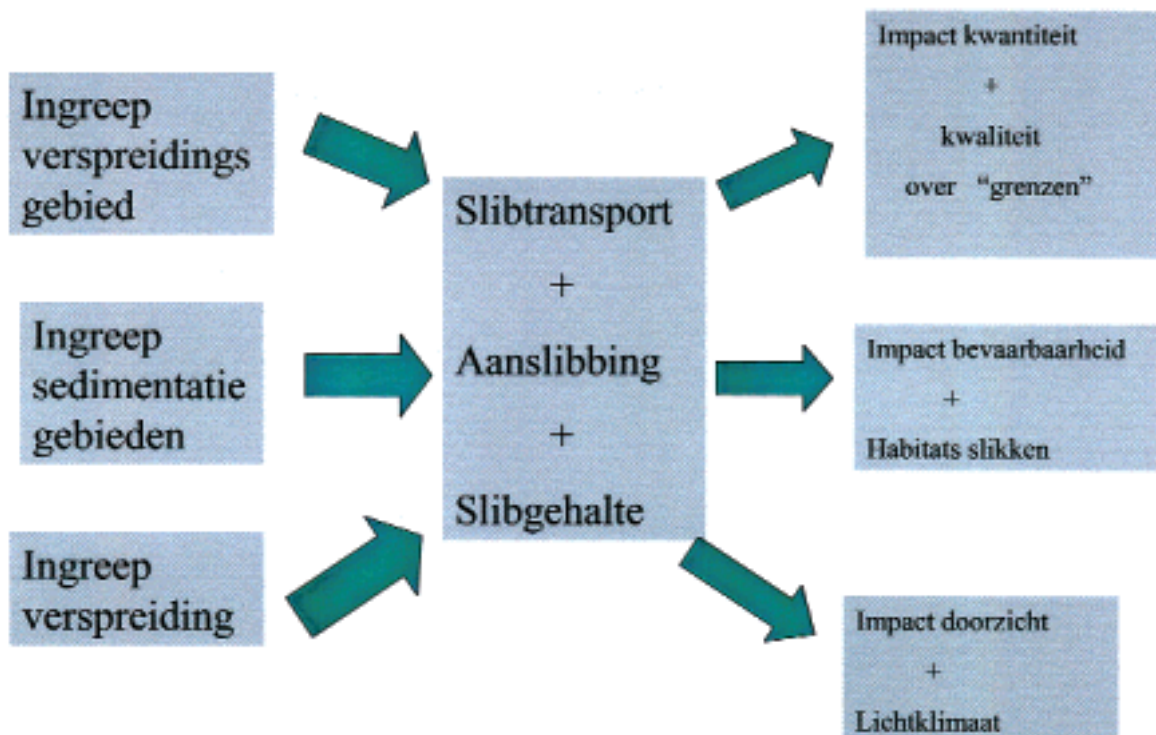 Ingreep
verspreidings
gebied
Ingreep
sedimentatie
gebieden
Ingreep
verspreiding
Slibtransport
+
Aanslibbing
+
Slibgehalte
Impact kwantiteit
+
kwaliteit
over “grenzen”
Impact bevaarbaarheid
+
Habitats slikken
Impact doorzicht
+
Lichtklimaat